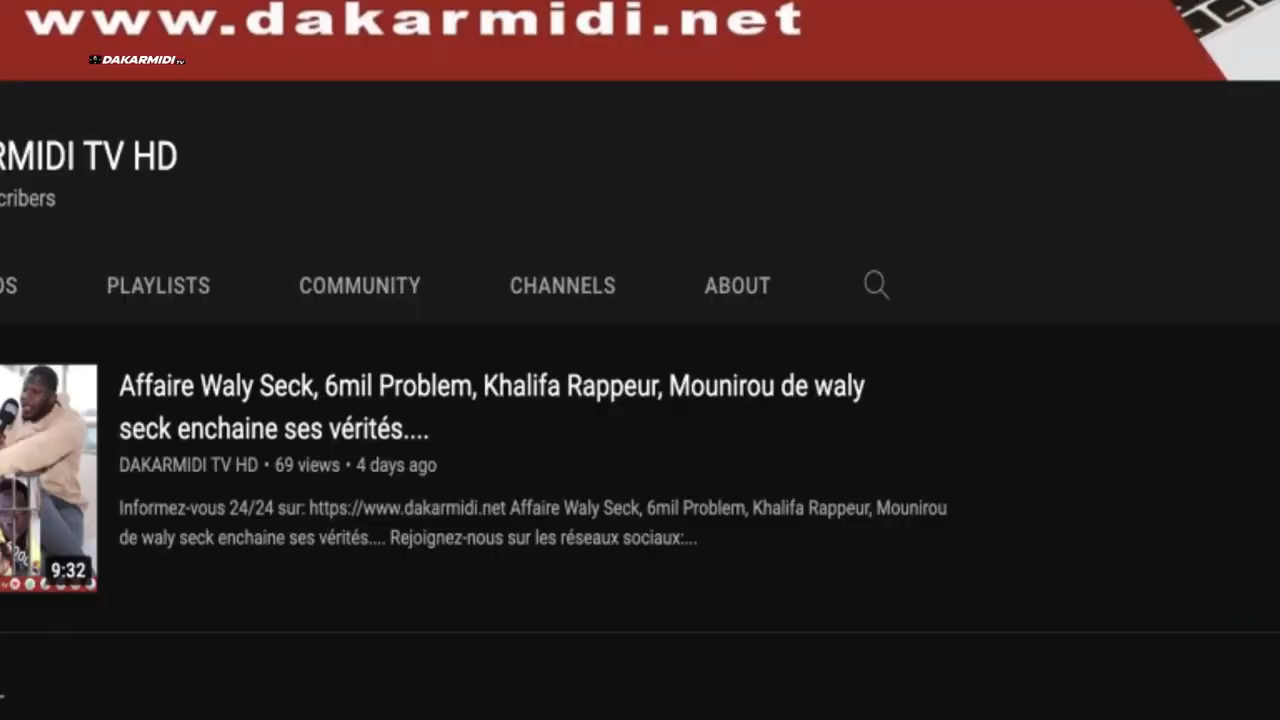 www.dakarmidi.net
DAKARMIDI TV
RMIDI TV HD
cribers
OS
PLAYLISTS
COMMUNITY
CHANNELS
ABOUT
Affaire Waly Seck, 6mil Problem, Khalifa Rappeur, Mounirou de waly
seck enchaine ses vérités....
DAKARMIDI TV HD • 69 views • 4 days ago
Informez-vous 24/24 sur: https://www.dakarmidi.net Affaire Waly Seck, 6mil Problem, Khalifa Rappeur, Mounirou
de waly seck enchaine ses vérités.... Rejoignez-nous sur les réseaux sociaux:...
9:32